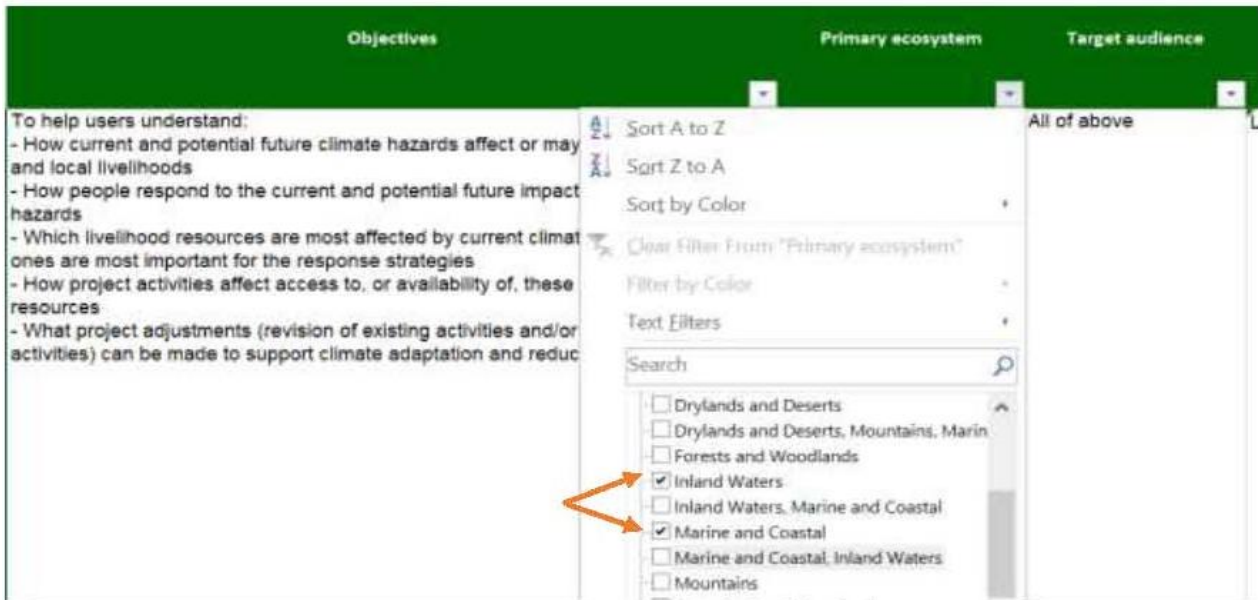 Objectives
Primary ecosystem
Target audience
To help users understand:
- How current and potential future climate hazards affect or may
and local livelihoods
- How people respond to the current and potential future impact
hazards
- Which livelihood resources are most affected by current climat
ones are most important for the response strategies
- How project activities affect access to, or availability of, these
resources
- What project adjustments (revision of existing activities and/or
activities) can be made to support climate adaptation and reduc
Sort A to Z
Sort Z to A
Sort by Color
Clear Filter From "Primary ecosystem"
Filter by Color
Text Filters
Search
Drylands and Deserts
Drylands and Deserts, Mountains, Marin
Forests and Woodlands
Inland Waters
Inland Waters, Marine and Coastal
Marine and Coastal
Marine and Coastal, Inland Waters
Mountains
All of above